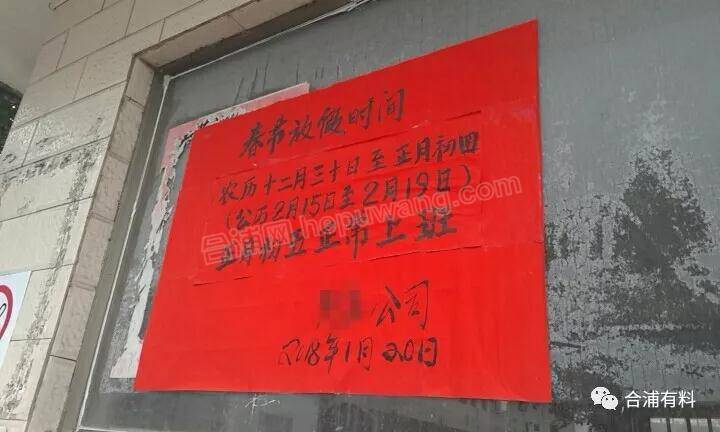 春节放假时间
农历十二月三十日至正月初四
(公历2月15日至2月19日)
正月初五正常上班
公司
2018年1月20日
合浦网 hepuwang.com
合浦有料